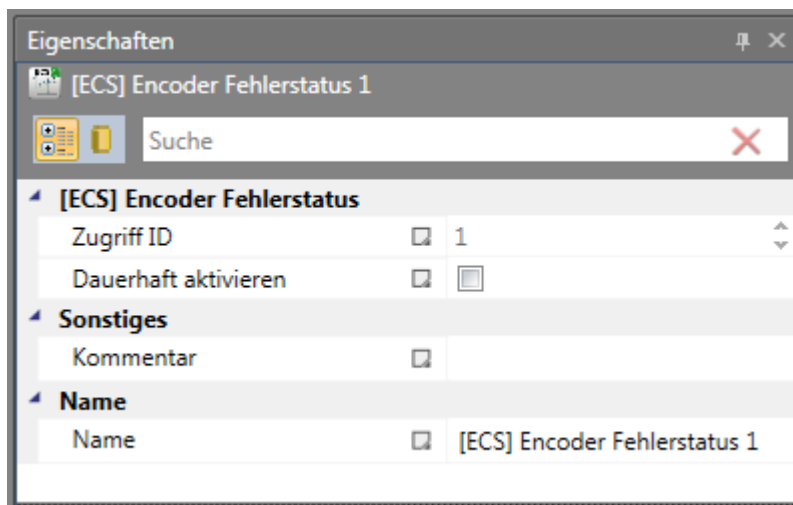 Eigenschaften
[ECS] Encoder Fehlerstatus 1
Suche
[ECS] Encoder Fehlerstatus
Zugriff ID 1
Dauerhaft aktivieren
Sonstiges
Kommentar
Name
Name [ECS] Encoder Fehlerstatus 1